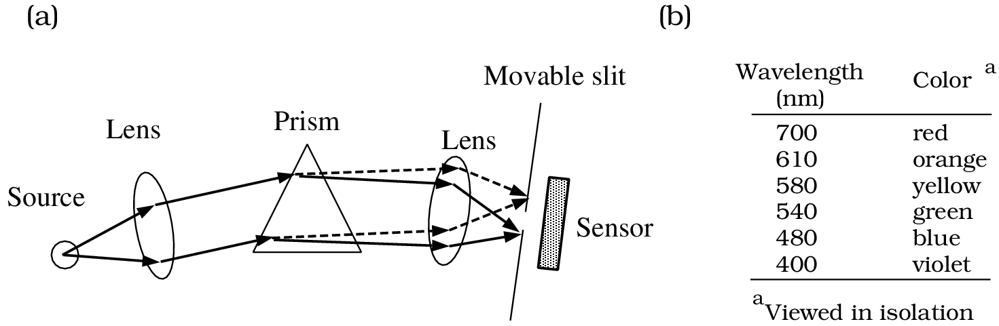 (a)
(b)
Movable slit
Lens
Prism
Lens
Source
Sensor
Wavelength (nm) Color a
700 red
610 orange
580 yellow
540 green
480 blue
400 violet
aViewed in isolation